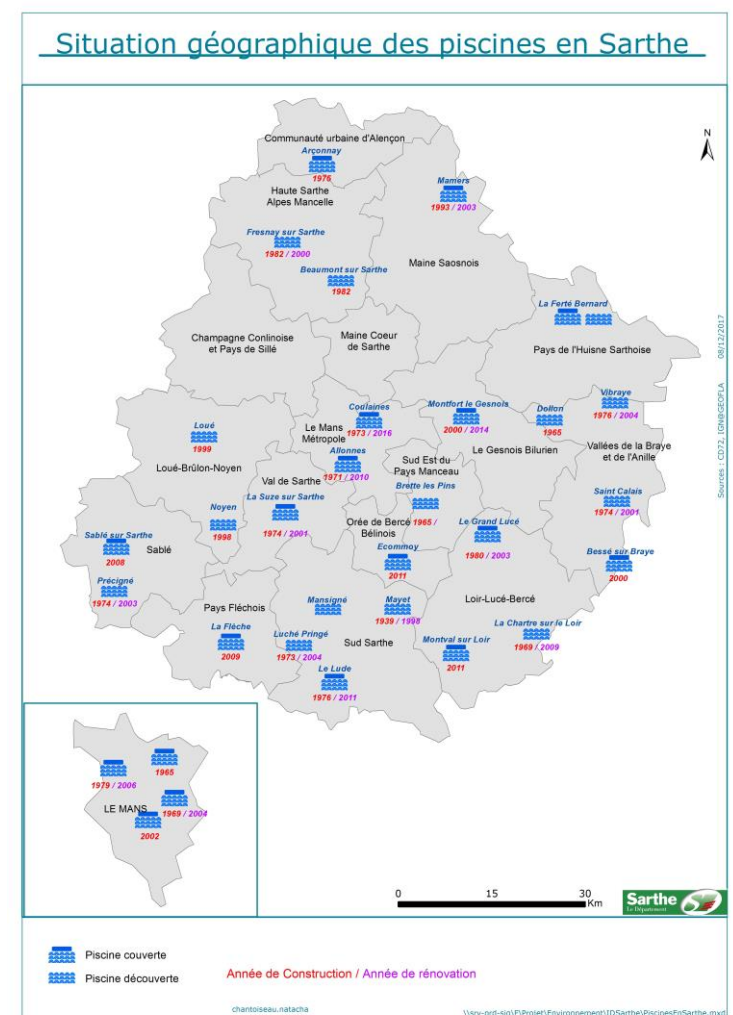 Situation géographique des piscines en Sarthe
N
Communauté urbaine d'Alençon
Arçonnay
1976
Mamers
1993 / 2003
Haute Sarthe
Alpes Mancelle
Fresnay sur Sarthe
1982 / 2000
Maine Saosnois
Beaumont sur Sarthe
1982
La Ferté Bernard
Champagne Conlinoise
et Pays de Sillé
Maine Coeur
de Sarthe
Pays de l'Huisne Sarthoise
Vibraye
1976 / 2004
Coulaines
1973 / 2016
Montfort le Gesnois
2000 / 2014
Dollon
1965
Loué
1999
Le Mans
Métropole
Vallées de la Braye
et de l'Anille
Allonnes
1971 / 2010
Sud Est du
Pays Manceau
Le Gesnois Bilurien
Loué-Brûlon-Noyen
Val de Sarthe
Brette les Pins
1965 /
Saint Calais
1974 / 2001
La Suze sur Sarthe
1974 / 2001
Noyen
1998
Orée de Bercé
Bélinois
Le Grand Lucé
1980 / 2003
Sablé sur Sarthe
2008
Sablé
Ecommoy
2011
Bessé sur Braye
2000
Précigné
1974 / 2003
Loir-Lucé-Bercé
Pays Fléchois
Mansigné
Mayet
1939 / 1998
La Flèche
2009
La Chartre sur le Loir
1969 / 2009
Luché Pringé
1973 / 2004
Sud Sarthe
Montval sur Loir
2011
Le Lude
1976 / 2011
1979 / 2006
1965
LE MANS
1969 / 2004
2002
0 15 30
Km
Sarthe
Le Département
Sources : CD72, IGN@GEOFLA 08/12/2017
Piscine couverte
Piscine découverte
Année de Construction / Année de rénovation
chantoiseau.natacha
\\srv-prd-sig\F\Projet\Environnement\IDSarthe\PiscinesEnSarthe.mxd